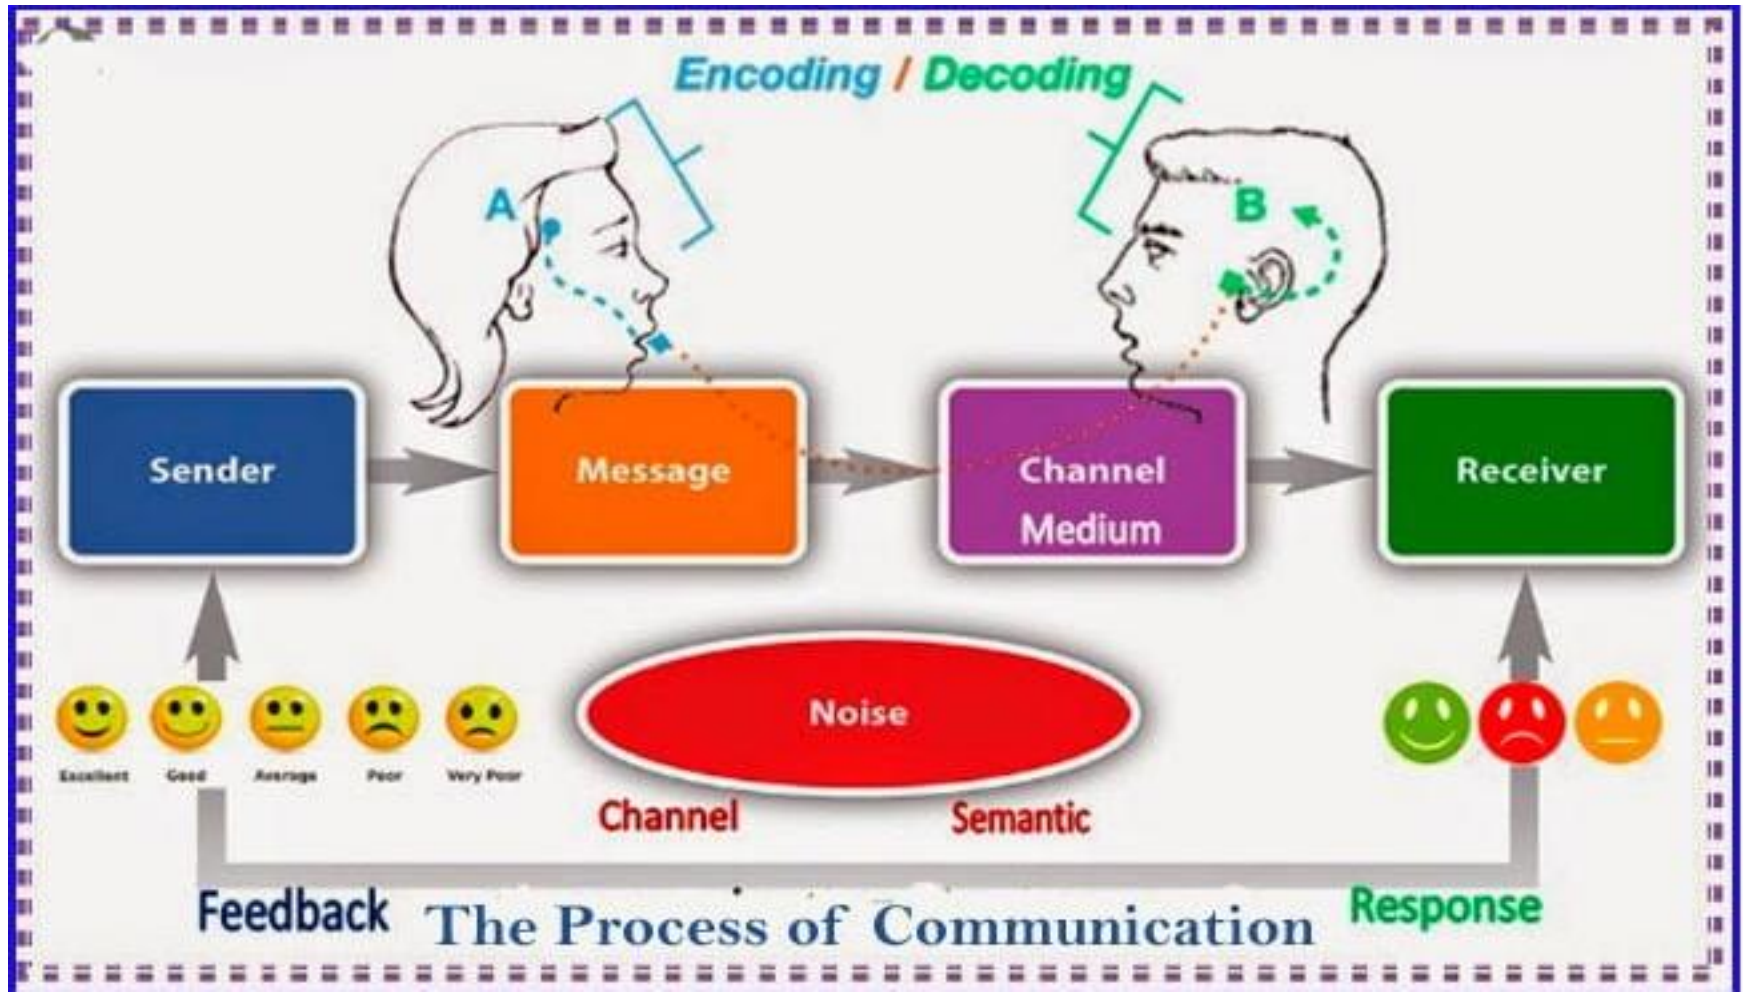 Encoding / Decoding
A
B
Sender
Message
Channel
Medium
Receiver
Noise
Excellent
Good
Average
Poor
Very Poor
Channel
Semantic
Feedback
Response
The Process of Communication